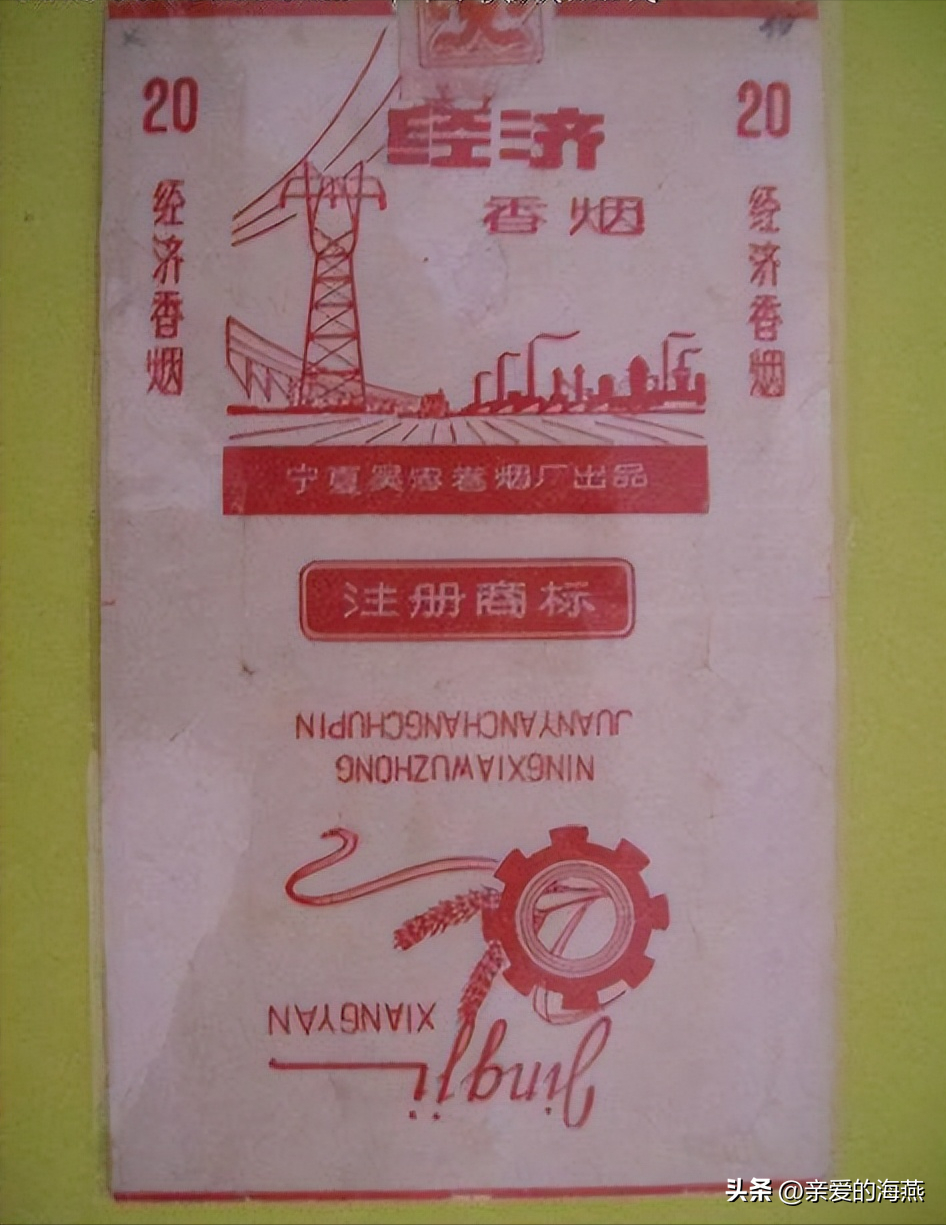 20
20
经济
香烟
经济香烟
经济香烟
宁夏吴忠卷烟厂出品
注册商标
NINGXIAWUZHONG
JUANYANCHANGCHUPIN
XIANGYAN
Jingji
头条 @亲爱的海燕